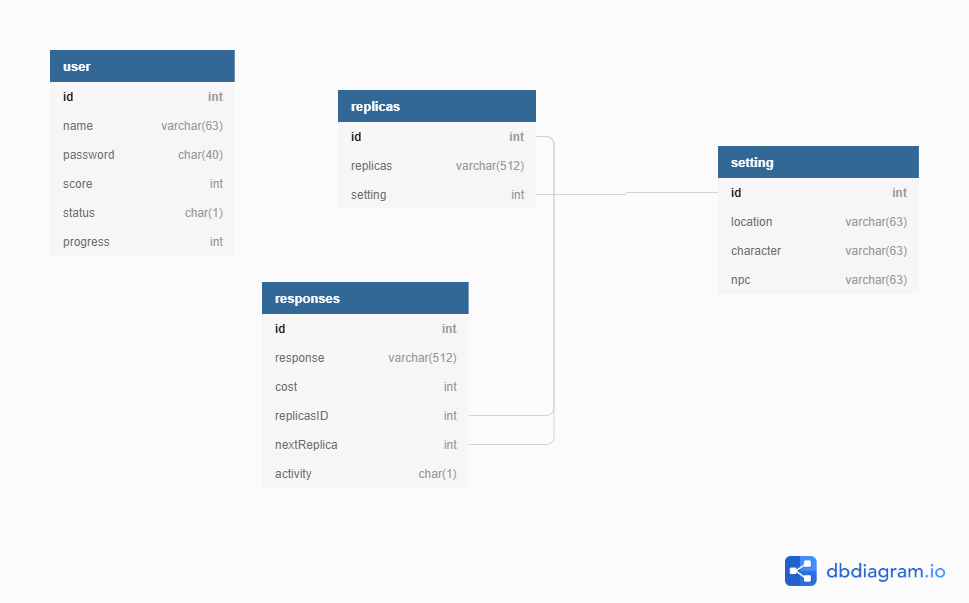 user
id int
name varchar(63)
password char(40)
score int
status char(1)
progress int
replicas
id int
replicas varchar(512)
setting int
setting
id int
location varchar(63)
character varchar(63)
npc varchar(63)
responses
id int
response varchar(512)
cost int
replicasID int
nextReplica int
activity char(1)
dbdiagram.io